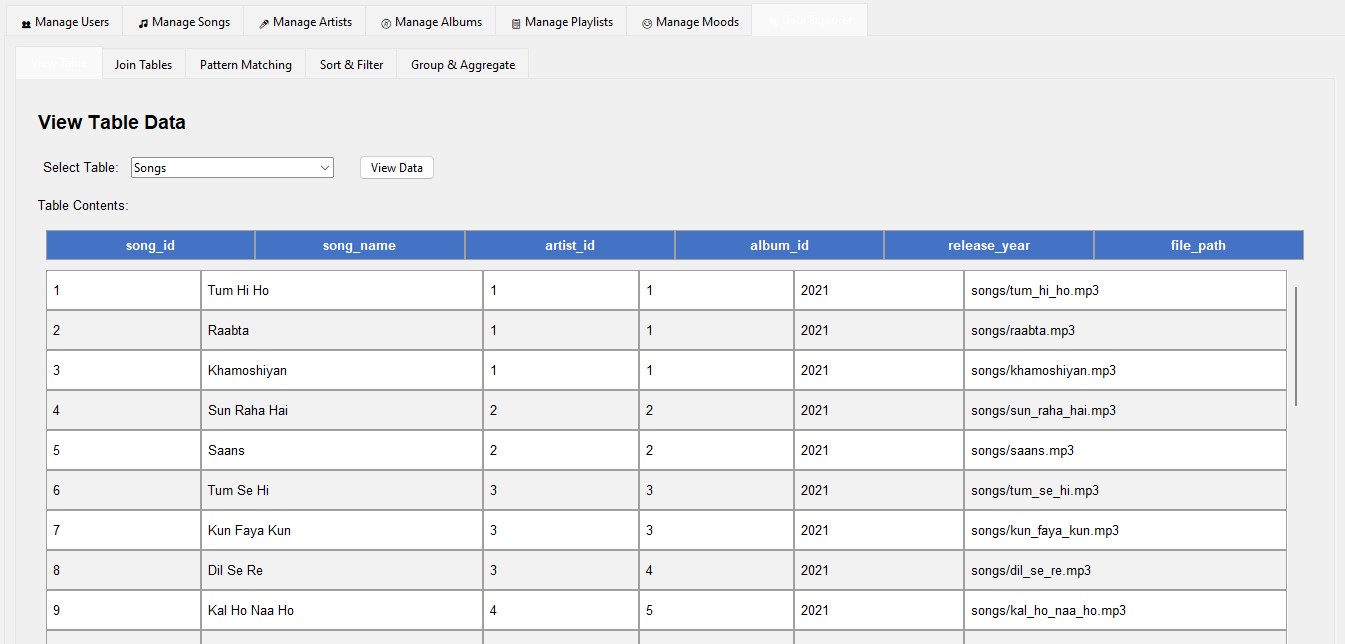 Manage Users Manage Songs Manage Artists Manage Albums Manage Playlists Manage Moods Data Explorer
View Table Join Tables Pattern Matching Sort & Filter Group & Aggregate
View Table Data
Select Table: Songs View Data
Table Contents:
song_id song_name artist_id album_id release_year file_path
1 Tum Hi Ho 1 1 2021 songs/tum_hi_ho.mp3
2 Raabta 1 1 2021 songs/raabta.mp3
3 Khamoshiyan 1 1 2021 songs/khamoshiyan.mp3
4 Sun Raha Hai 2 2 2021 songs/sun_raha_hai.mp3
5 Saans 2 2 2021 songs/saans.mp3
6 Tum Se Hi 3 3 2021 songs/tum_se_hi.mp3
7 Kun Faya Kun 3 3 2021 songs/kun_faya_kun.mp3
8 Dil Se Re 3 4 2021 songs/dil_se_re.mp3
9 Kal Ho Naa Ho 4 5 2021 songs/kal_ho_naa_ho.mp3